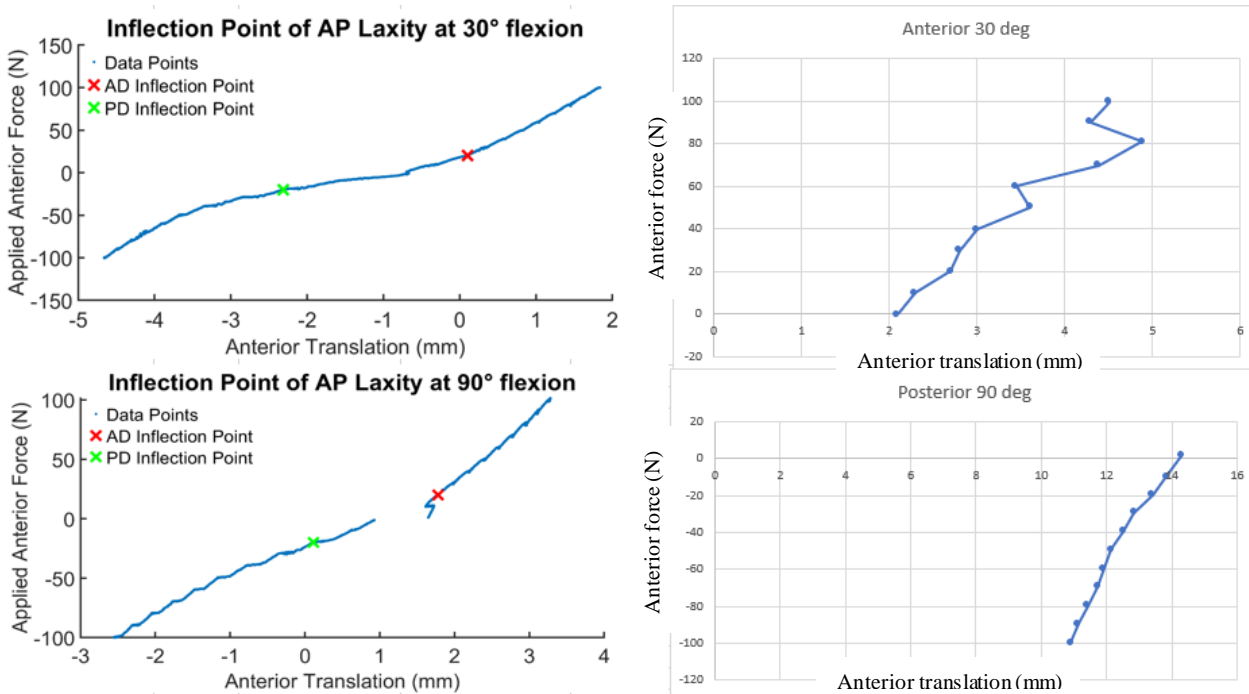 Inflection Point of AP Laxity at 30° flexion
Data Points
AD Inflection Point
PD Inflection Point
Applied Anterior Force (N)
150
100
50
0
-50
-100
-150
-5 -4 -3 -2 -1 0 1 2
Anterior Translation (mm)
Anterior 30 deg
Anterior force (N)
120
100
80
60
40
20
0
-20
0 1 2 3 4 5 6
Anterior translation (mm)
Inflection Point of AP Laxity at 90° flexion
Data Points
AD Inflection Point
PD Inflection Point
Applied Anterior Force (N)
100
50
0
-50
-100
-3 -2 -1 0 1 2 3 4
Anterior Translation (mm)
Posterior 90 deg
Anterior force (N)
20
0
-20
-40
-60
-80
-100
-120
0 2 4 6 8 10 12 14 16
Anterior translation (mm)